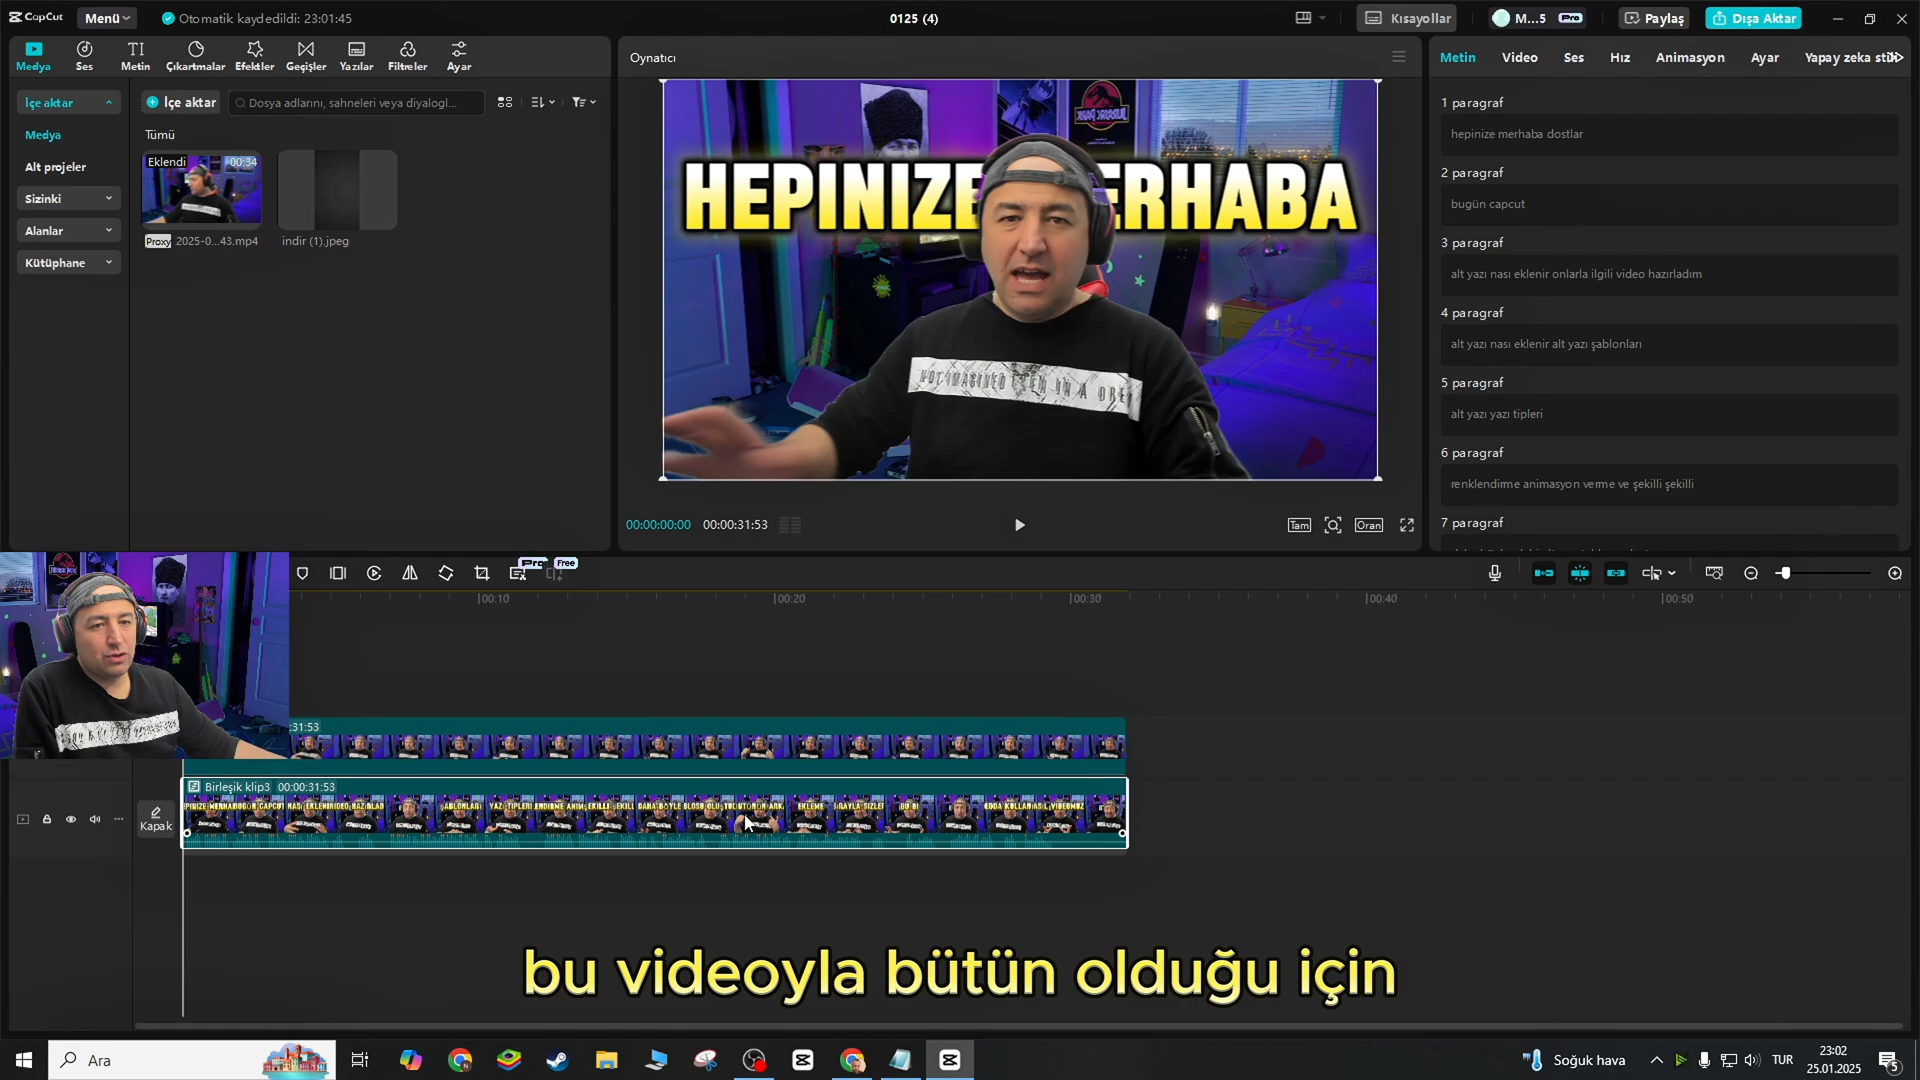 CapCut
Menü
Otomatik kaydedildi: 23:01:45
0125 (4)
Kısayollar
M...5
Pro
Paylaş
Dışa Aktar
Medya
Ses
Metin
Çıkartmalar
Efektler
Geçişler
Yazılar
Filtreler
Ayar
Oynatıcı
Metin
Video
Ses
Hız
Animasyon
Ayar
Yapay zeka
İçe aktar
İçe aktar
Dosya adlarını, sahneleri veya diyalogl...
Medya
Alt projeler
Sizinki
Alanlar
Kütüphane
Tümü
Eklendi
00:34
Proxy
2025-0...43.mp4
indir (1).jpeg
HEPINIZE MERHABA
00:00:00:00
00:00:31:53
Tam
Oran
1 paragraf
hepinize merhaba dostlar
2 paragraf
bugün capcut
3 paragraf
alt yazı nası eklenir onlarla ilgili video hazırladım
4 paragraf
alt yazı nası eklenir alt yazı şablonları
5 paragraf
alt yazı yazı tipleri
6 paragraf
renklendirme animasyon verme ve şekilli şekilli
7 paragraf
Pro
Free
00:10
00:20
00:30
00:40
00:50
:31:53
Kapak
Birleşik klip3
00:00:31:53
bu videoyla bütün olduğu için
Ara
Soğuk hava
TUR
23:02
25.01.2025
5